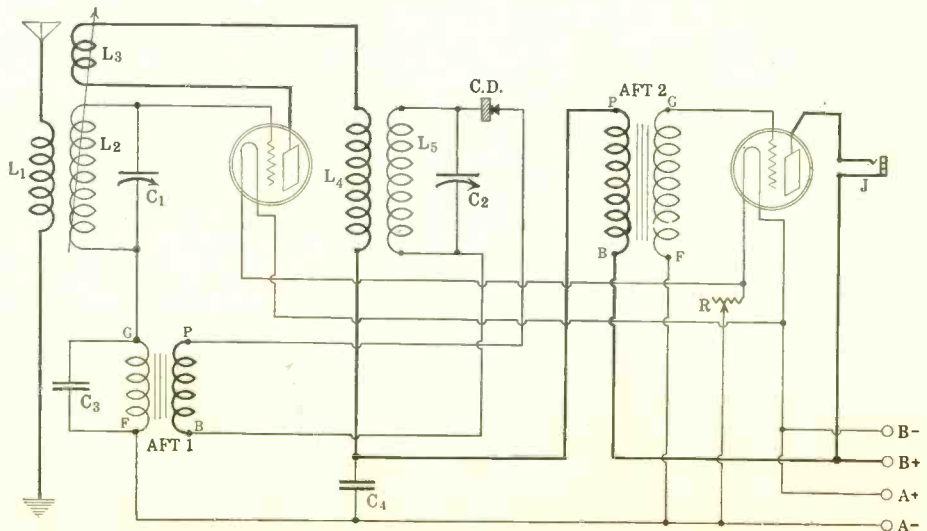 L3
C.D.
AFT 2
P
G
L2
L5
L1
C1
L4
C2
J
B
F
R
G
P
C3
F
B
AFT 1
B-
B+
C4
A+
A-